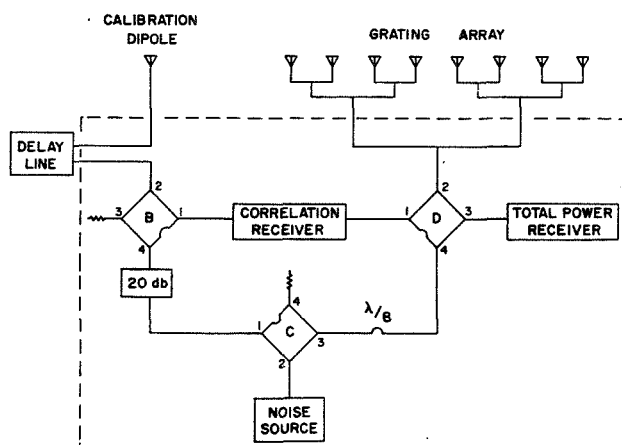 CALIBRATION
DIPOLE
GRATING ARRAY
DELAY
LINE
2
3 B 1
4
CORRELATION
RECEIVER
2
1 D 3
4
TOTAL POWER
RECEIVER
20 db
4
1 C 3
2
λ/8
NOISE
SOURCE